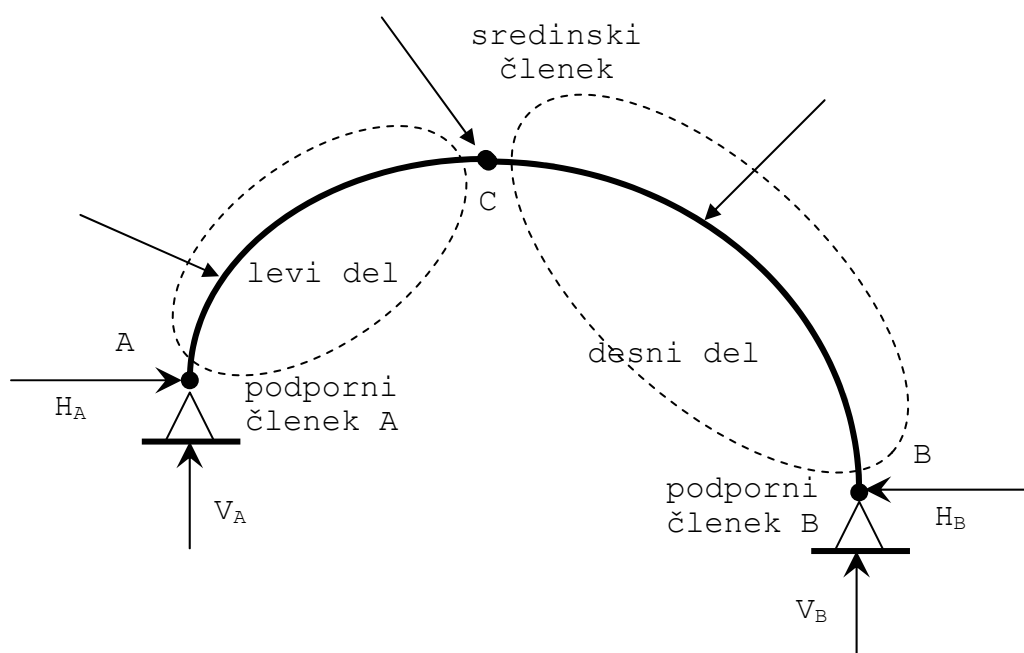 sredinski
členek
C
levi del
A
desni del
podporni
členek A
H_A
B
podporni
členek B
V_A
H_B
V_B